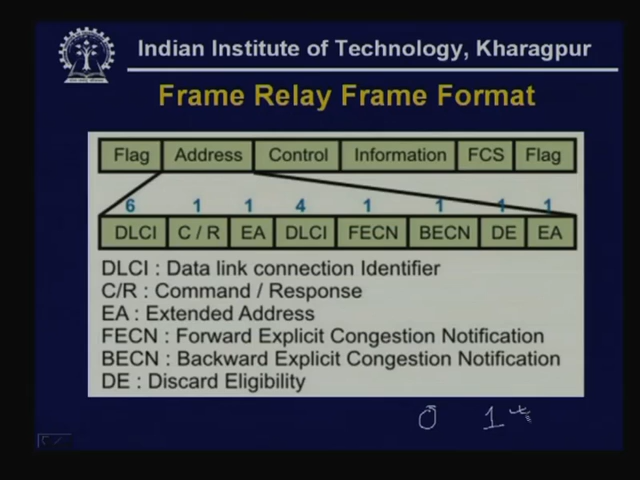 Indian Institute of Technology, Kharagpur
Frame Relay Frame Format
Flag Address Control Information FCS Flag
6 1 1 4 1 1 1 1
DLCI C / R EA DLCI FECN BECN DE EA
DLCI : Data link connection Identifier
C/R : Command / Response
EA : Extended Address
FECN : Forward Explicit Congestion Notification
BECN : Backward Explicit Congestion Notification
DE : Discard Eligibility
0 1